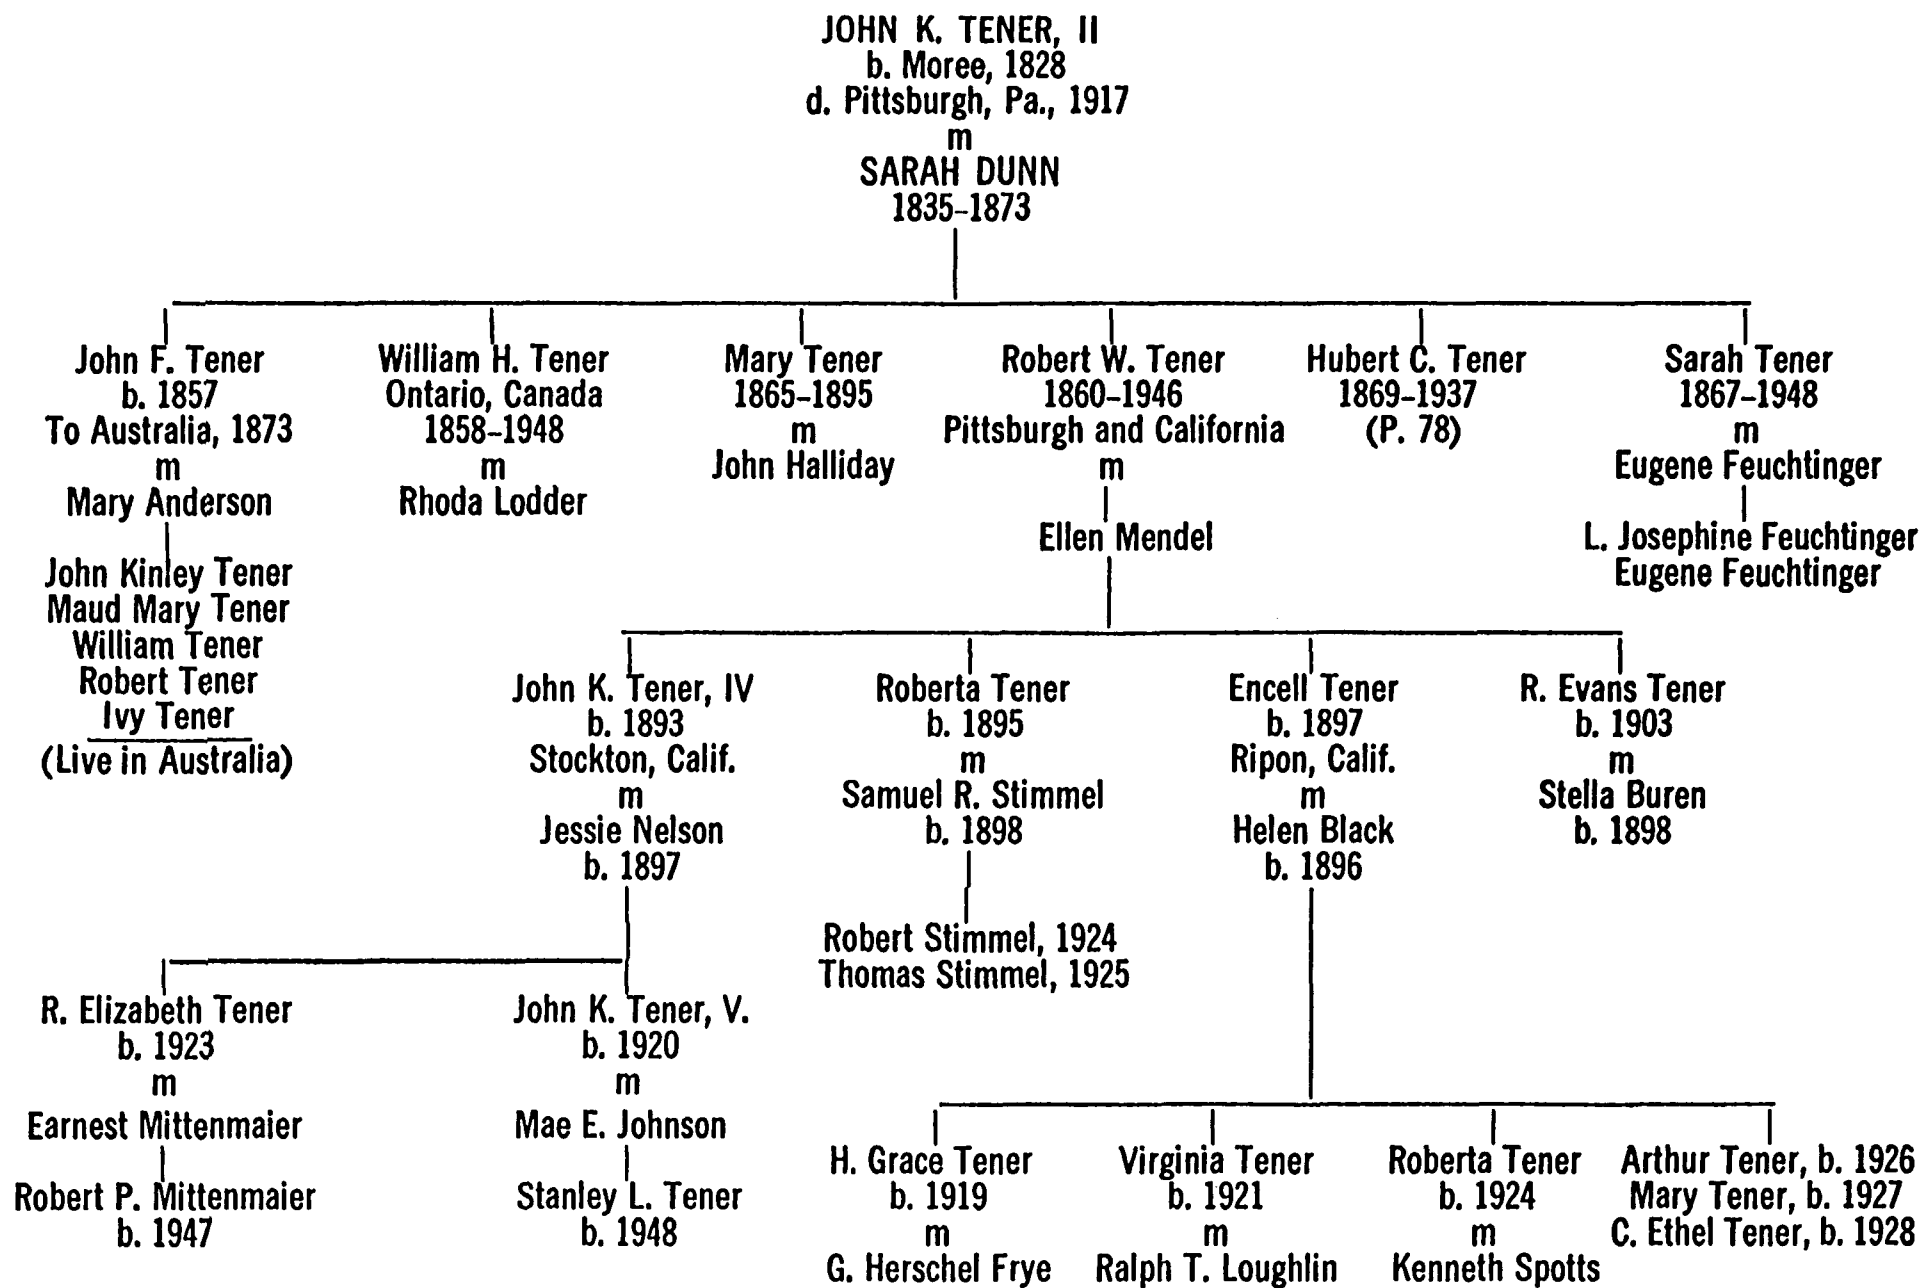 JOHN K. TENER, II
b. Moree, 1828
d. Pittsburgh, Pa., 1917
m
SARAH DUNN
1835-1873
John F. Tener
b. 1857
To Australia, 1873
m
Mary Anderson
John Kinley Tener
Maud Mary Tener
William Tener
Robert Tener
Ivy Tener
(Live in Australia)
William H. Tener
Ontario, Canada
1858-1948
m
Rhoda Lodder
Mary Tener
1865-1895
m
John Halliday
Robert W. Tener
1860-1946
Pittsburgh and California
m
Ellen Mendel
Hubert C. Tener
1869-1937
(P. 78)
Sarah Tener
1867-1948
m
Eugene Feuchtinger
L. Josephine Feuchtinger
Eugene Feuchtinger
John K. Tener, IV
b. 1893
Stockton, Calif.
m
Jessie Nelson
b. 1897
Roberta Tener
b. 1895
m
Samuel R. Stimmel
b. 1898
Robert Stimmel, 1924
Thomas Stimmel, 1925
Encell Tener
b. 1897
Ripon, Calif.
m
Helen Black
b. 1896
R. Evans Tener
b. 1903
m
Stella Buren
b. 1898
R. Elizabeth Tener
b. 1923
m
Earnest Mittenmaier
Robert P. Mittenmaier
b. 1947
John K. Tener, V.
b. 1920
m
Mae E. Johnson
Stanley L. Tener
b. 1948
H. Grace Tener
b. 1919
m
G. Herschel Frye
Virginia Tener
b. 1921
m
Ralph T. Loughlin
Roberta Tener
b. 1924
m
Kenneth Spotts
Arthur Tener, b. 1926
Mary Tener, b. 1927
C. Ethel Tener, b. 1928